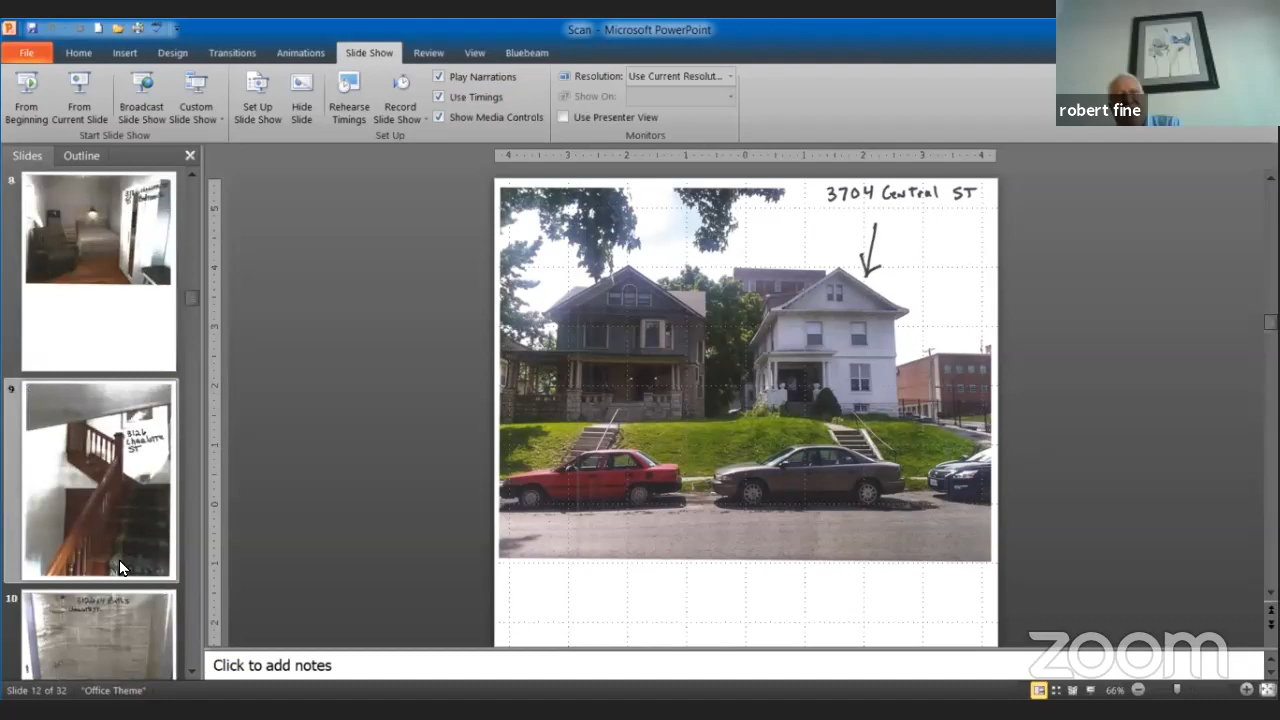 Scan - Microsoft PowerPoint
File Home Insert Design Transitions Animations Slide Show Review View Bluebeam
From Beginning
From Current Slide
Broadcast Slide Show
Custom Slide Show
Start Slide Show
Set Up Slide Show
Hide Slide
Rehearse Timings
Record Slide Show
Play Narrations
Use Timings
Show Media Controls
Set Up
Resolution: Use Current Resolut...
Show On:
Use Presenter View
Monitors
robert fine
Slides Outline
8
9
3126
Charlotte
ST
10
3704 Central ST
Click to add notes
Slide 12 of 32 "Office Theme" 66%
zoom